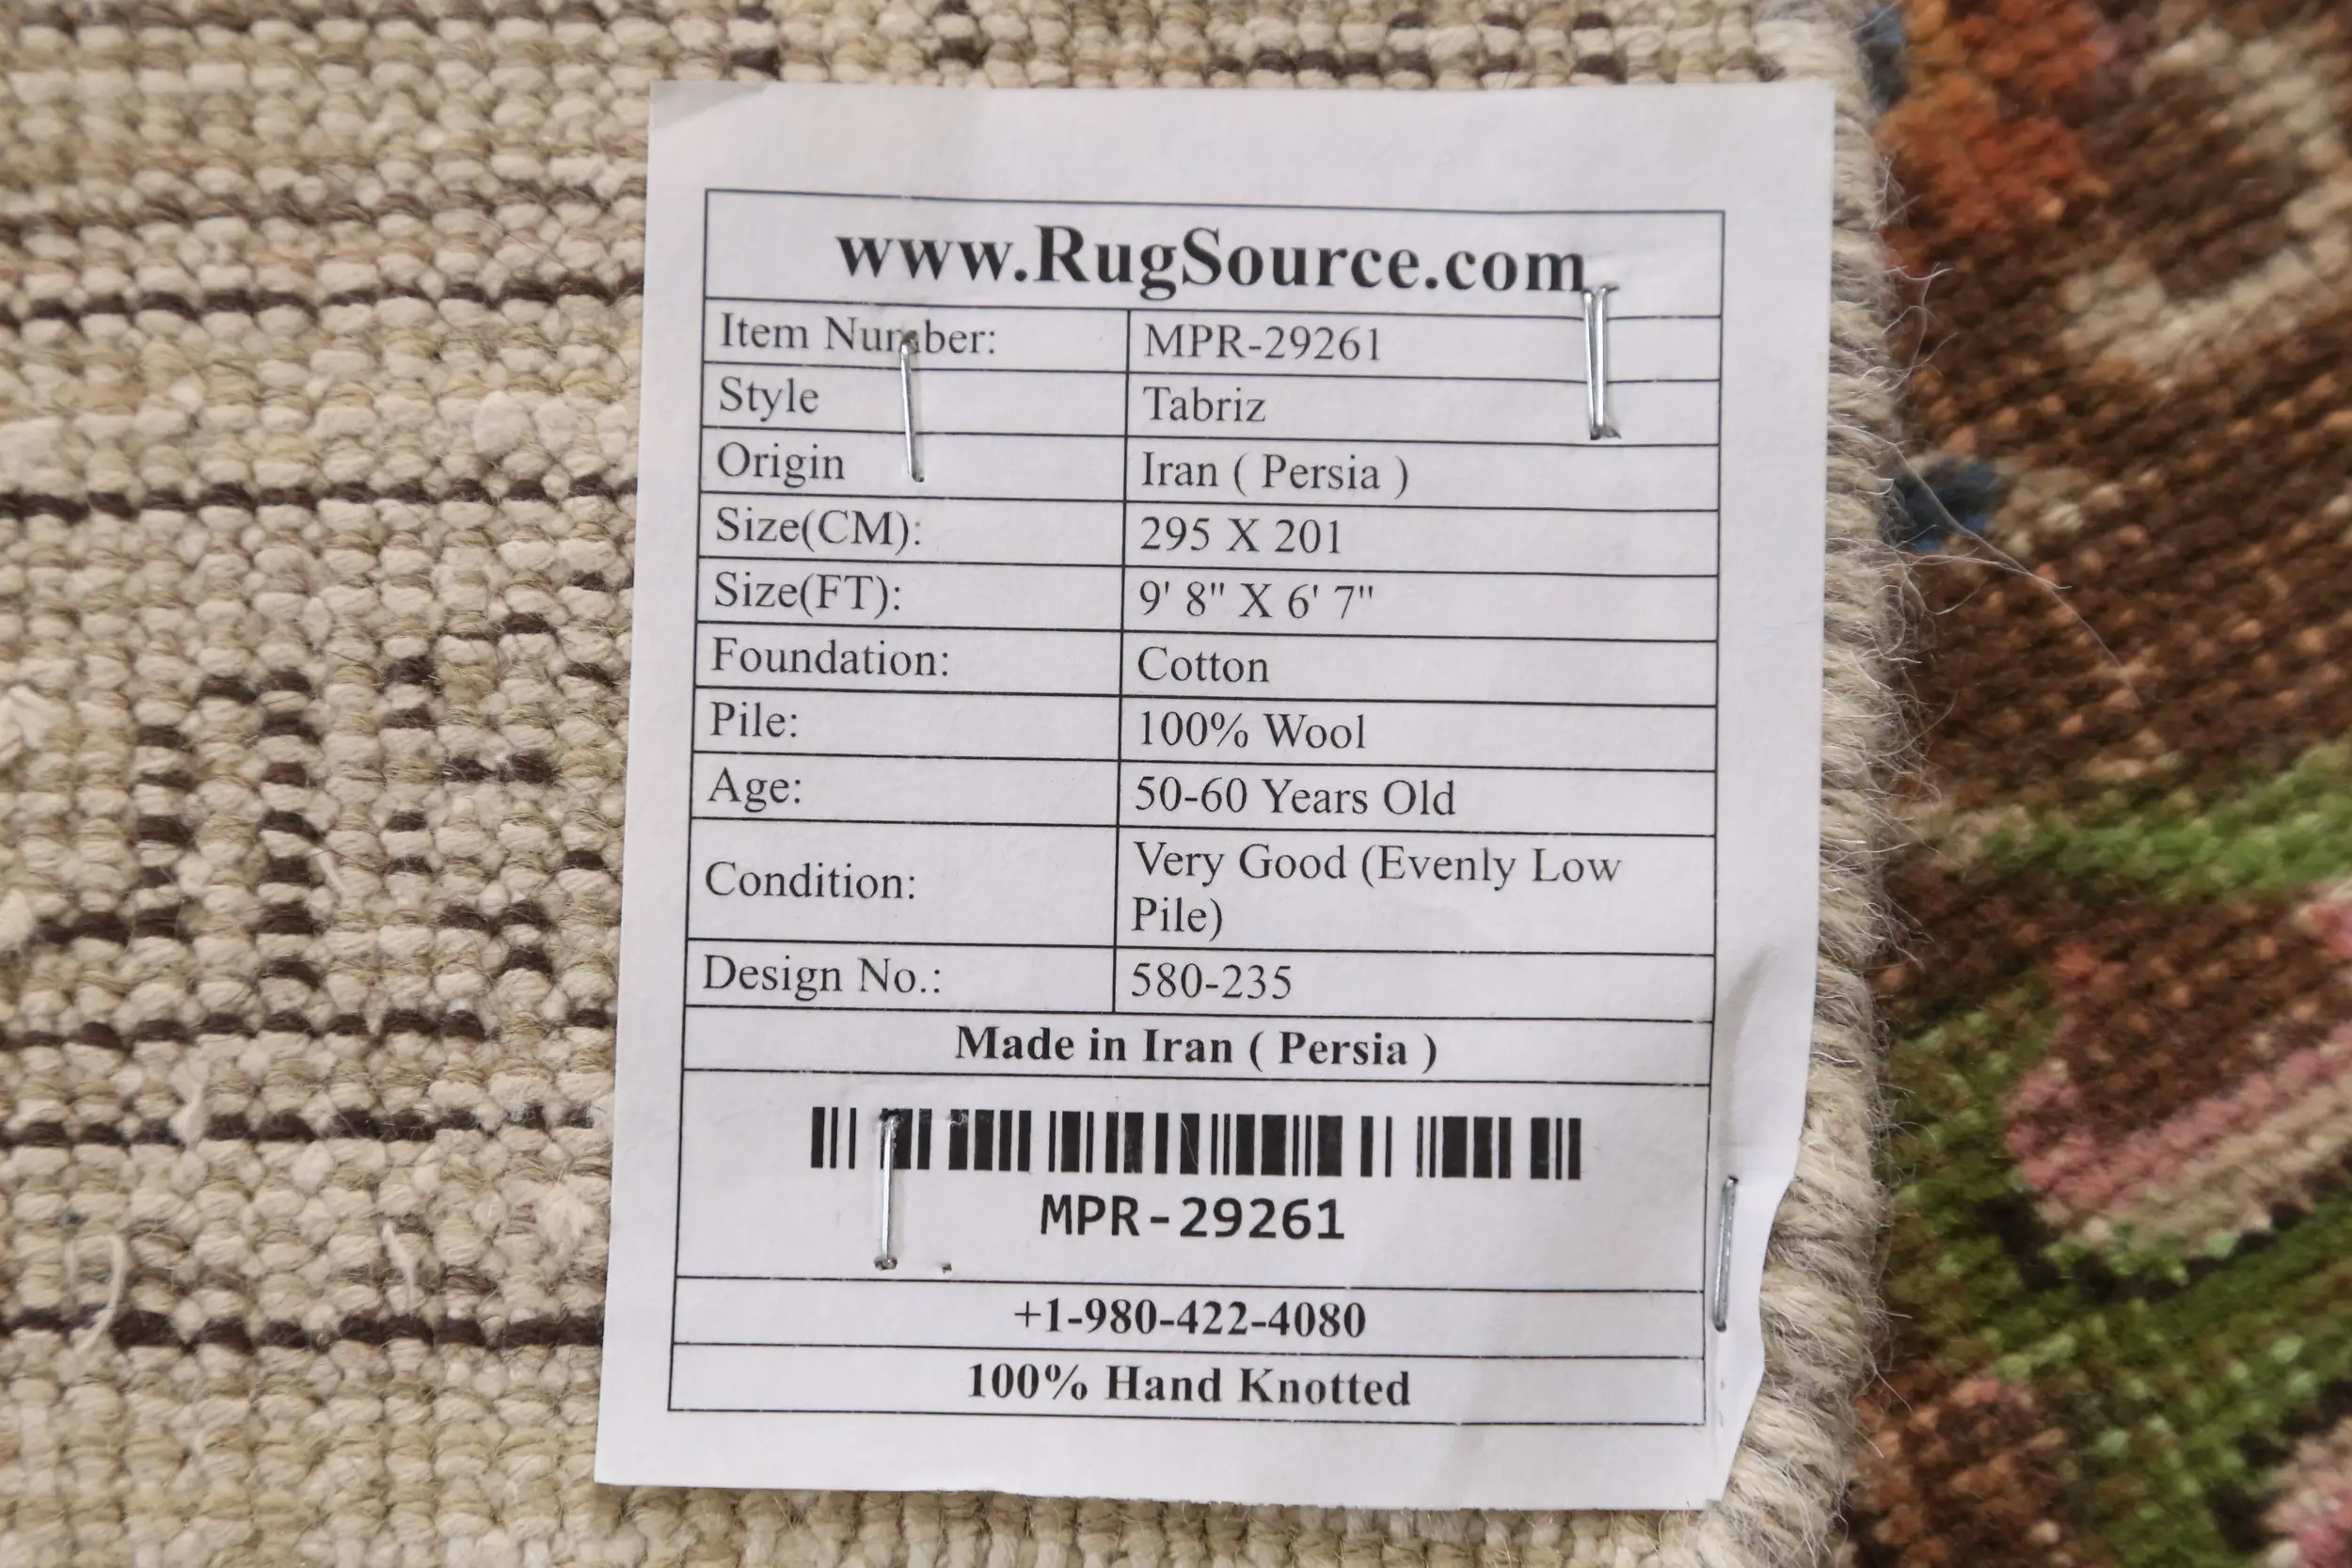 www.RugSource.com
Item Number: MPR-29261
Style Tabriz
Origin Iran ( Persia )
Size(CM): 295 X 201
Size(FT): 9' 8" X 6' 7"
Foundation: Cotton
Pile: 100% Wool
Age: 50-60 Years Old
Condition: Very Good (Evenly Low
Pile)
Design No.: 580-235
Made in Iran ( Persia )
MPR-29261
+1-980-422-4080
100% Hand Knotted